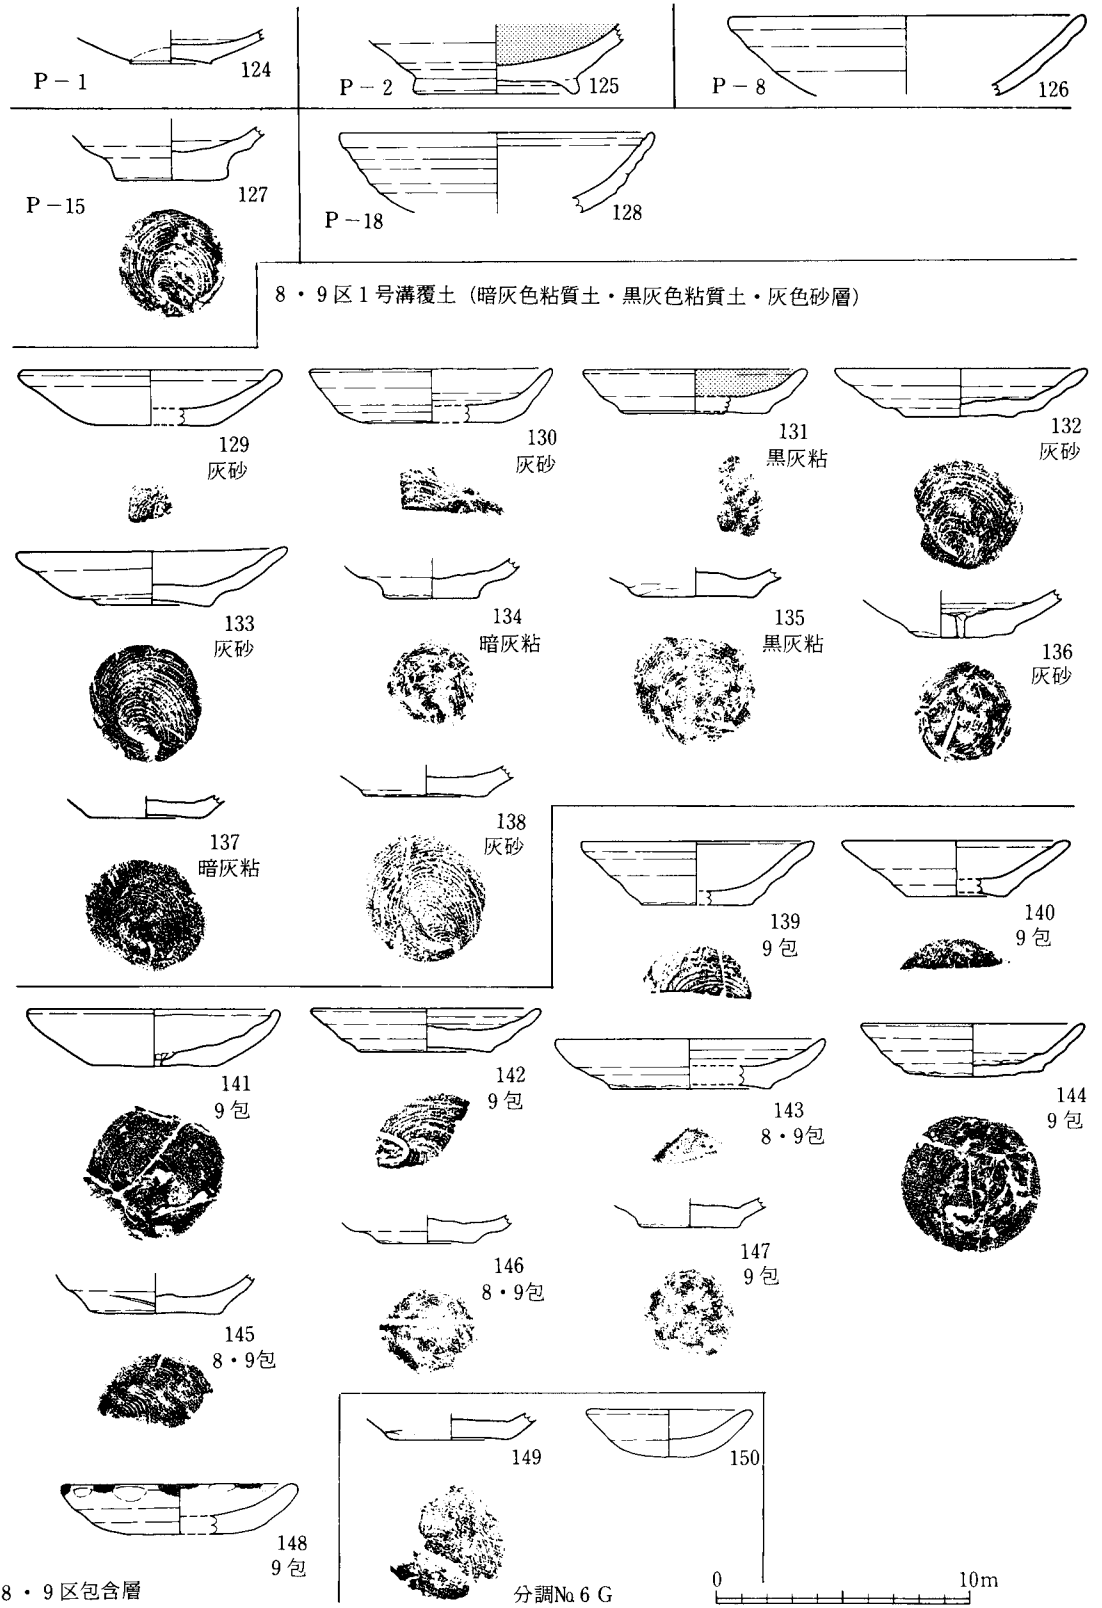 P－1
124
P－2
125
P－8
126
P－15
127
P－18
128
8・9区1号溝覆土（暗灰色粘質土・黒灰色粘質土・灰色砂層）
129
灰砂
130
灰砂
131
黒灰粘
132
灰砂
133
灰砂
134
暗灰粘
135
黒灰粘
136
灰砂
137
暗灰粘
138
灰砂
139
9包
140
9包
141
9包
142
9包
143
8・9包
144
9包
145
8・9包
146
8・9包
147
9包
148
9包
8・9区包含層
149
150
分調№6 G
0
10m